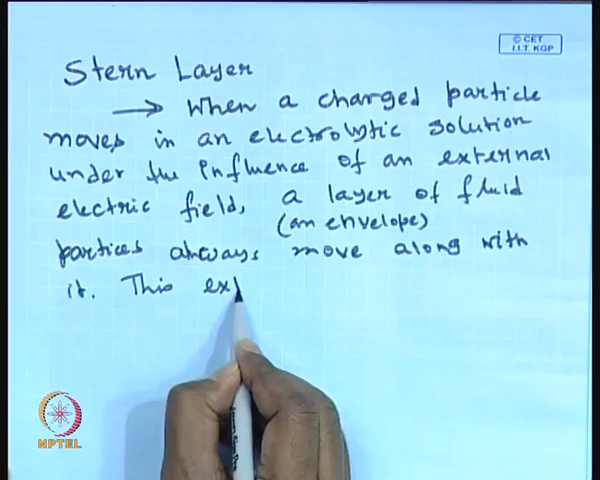 © CET
I.I.T. KGP
Stern Layer
→ When a charged particle
moves in an electrolytic solution
under the influence of an external
electric field, a layer of fluid
(an envelope)
partices always move along with
it. This ex
NPTEL